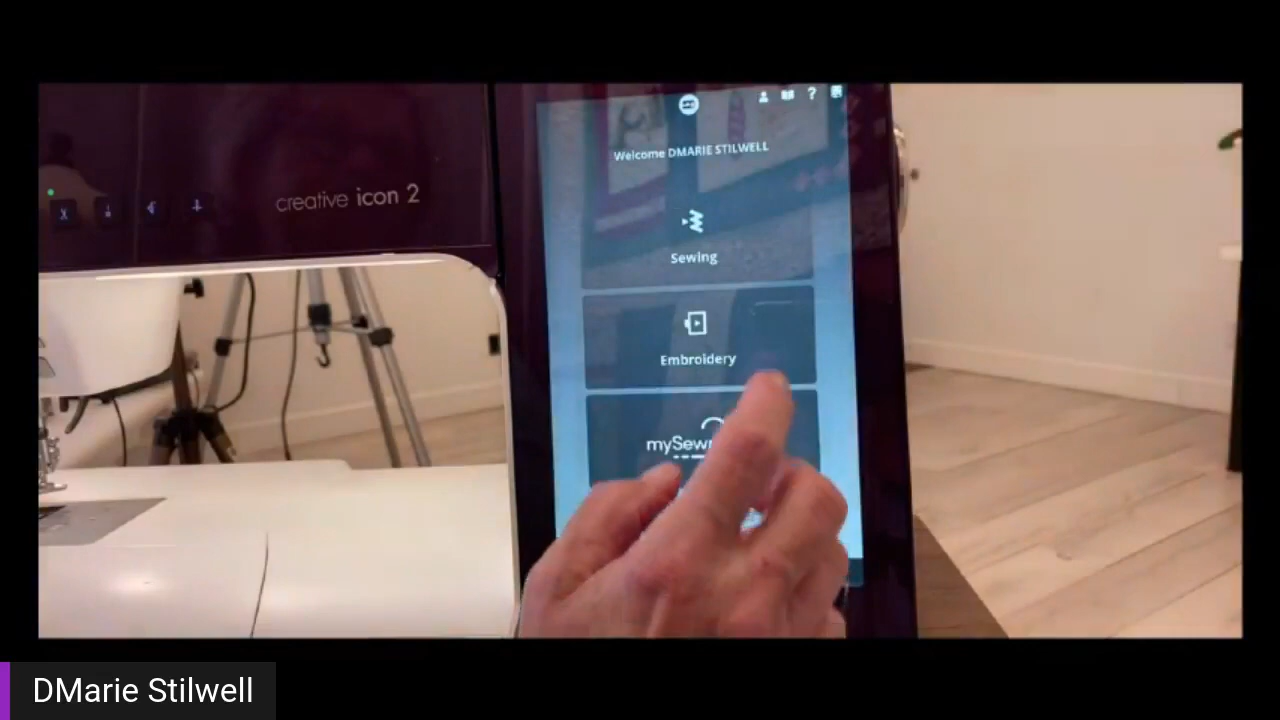 creative icon 2
Welcome DMARIE STILWELL
Sewing
Embroidery
DMarie Stilwell